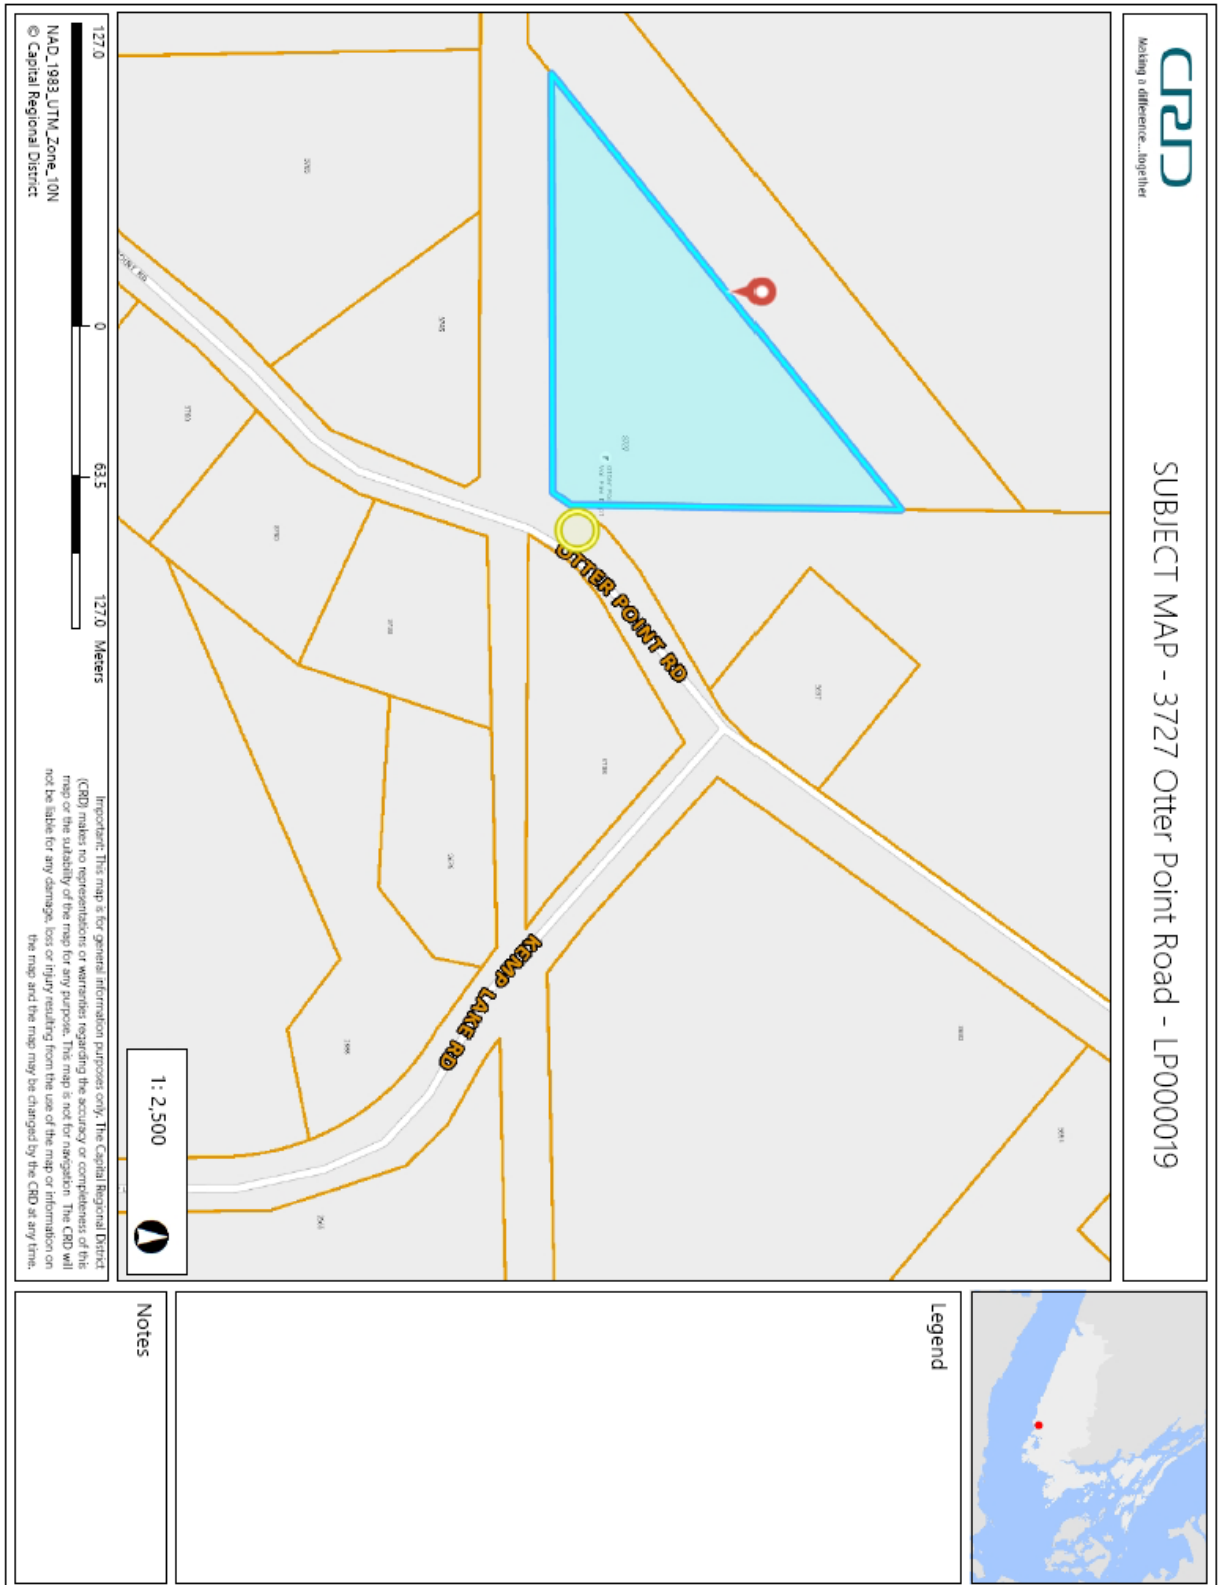 CRD
Making a difference...together
SUBJECT MAP - 3727 Otter Point Road - LP000019
3727
3697
OTTER POINT RD
KEMP LAKE RD
3745
Legend
Notes
1: 2,500
127.0
0
63.5
127.0 Meters
NAD_1983_UTM_Zone_10N
© Capital Regional District
Important: This map is for general information purposes only. The Capital Regional District
(CRD) makes no representations or warranties regarding the accuracy or completeness of this
map or the suitability of the map for any purpose. This map is not for navigation. The CRD will
not be liable for any damage, loss or injury resulting from the use of the map or information on
the map and the map may be changed by the CRD at any time.